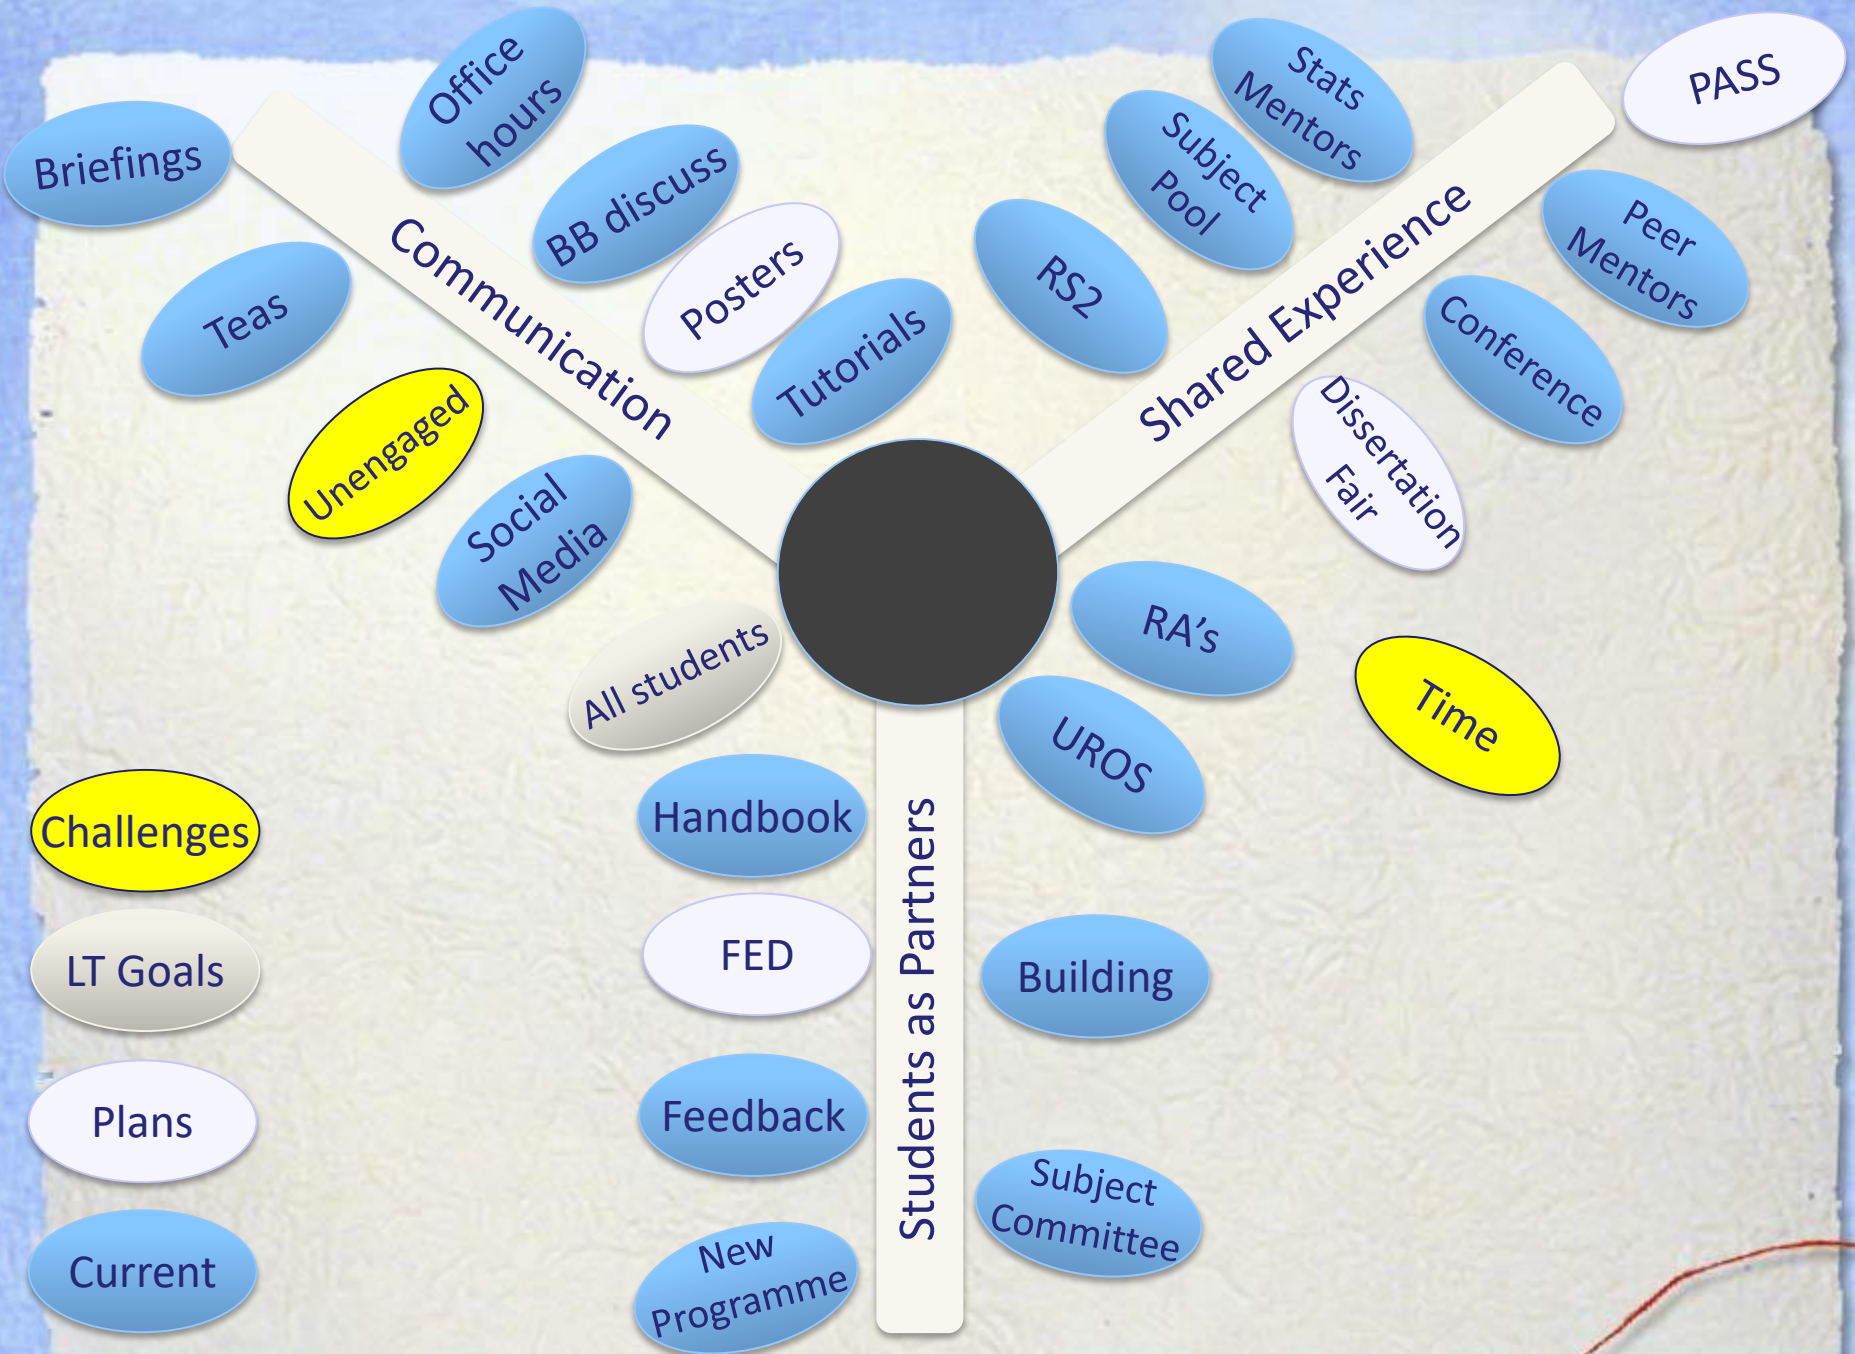 Office
hours
Stats
Mentors
PASS
Briefings
BB discuss
Subject
Pool
Communication
Posters
RS2
Shared Experience
Peer
Mentors
Teas
Tutorials
Conference
Unengaged
Dissertation
Fair
Social
Media
All students
RA's
Time
UROS
Challenges
Handbook
Students as Partners
LT Goals
FED
Building
Plans
Feedback
Subject
Committee
Current
New
Programme